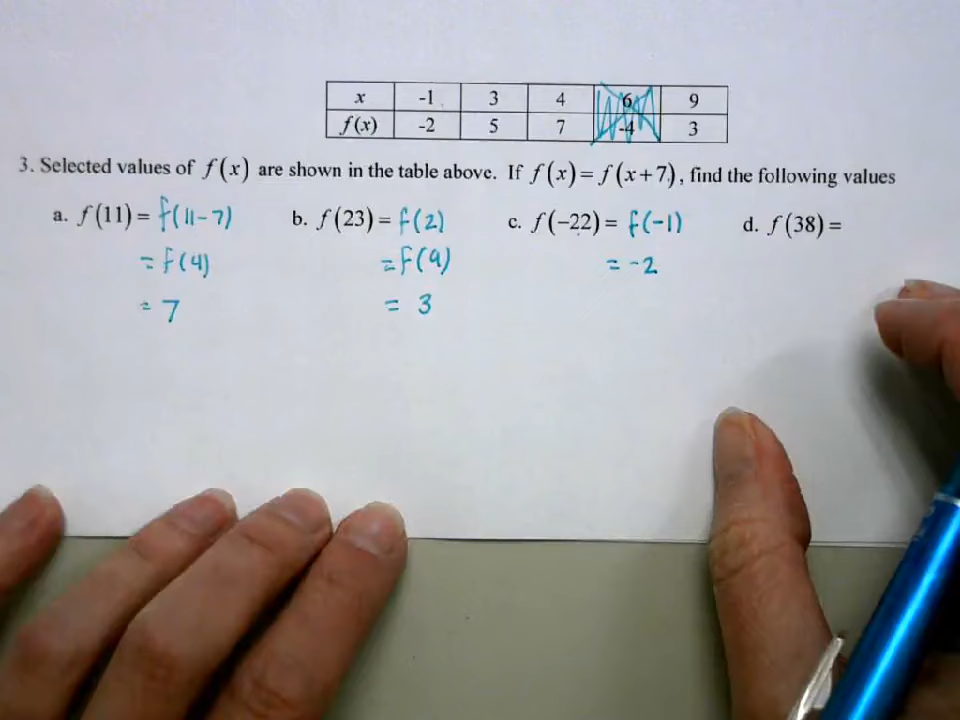 x -1 3 4 6 9
f(x) -2 5 7 -4 3
3. Selected values of f(x) are shown in the table above. If f(x)=f(x+7), find the following values
a. f(11)= f(11-7) b. f(23)= f(2) c. f(-22)= f(-1) d. f(38)=
=f(4) =f(9) = -2
= 7 = 3